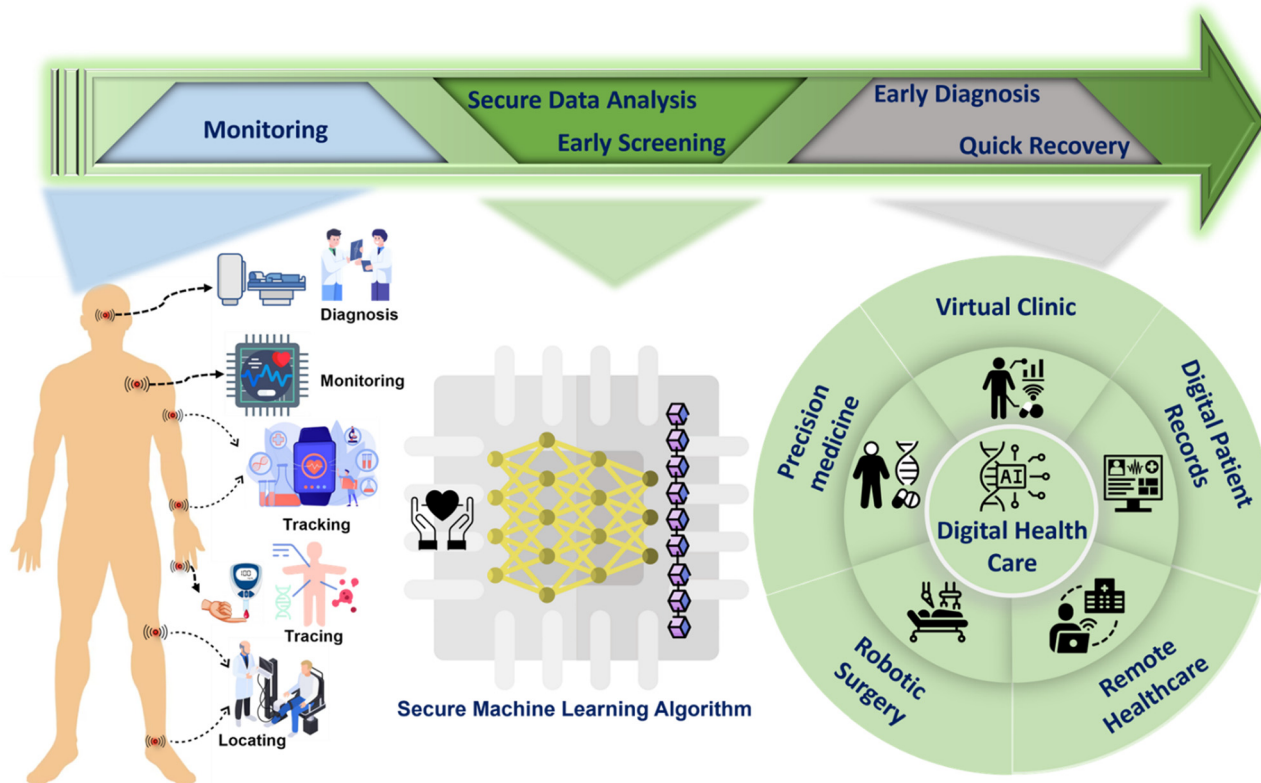 Monitoring
Secure Data Analysis
Early Screening
Early Diagnosis
Quick Recovery
Diagnosis
Monitoring
Tracking
100
Tracing
Locating
Secure Machine Learning Algorithm
Virtual Clinic
Digital Patient
Records
Remote
Healthcare
Robotic
Surgery
Precision
medicine
AI
Digital Health
Care